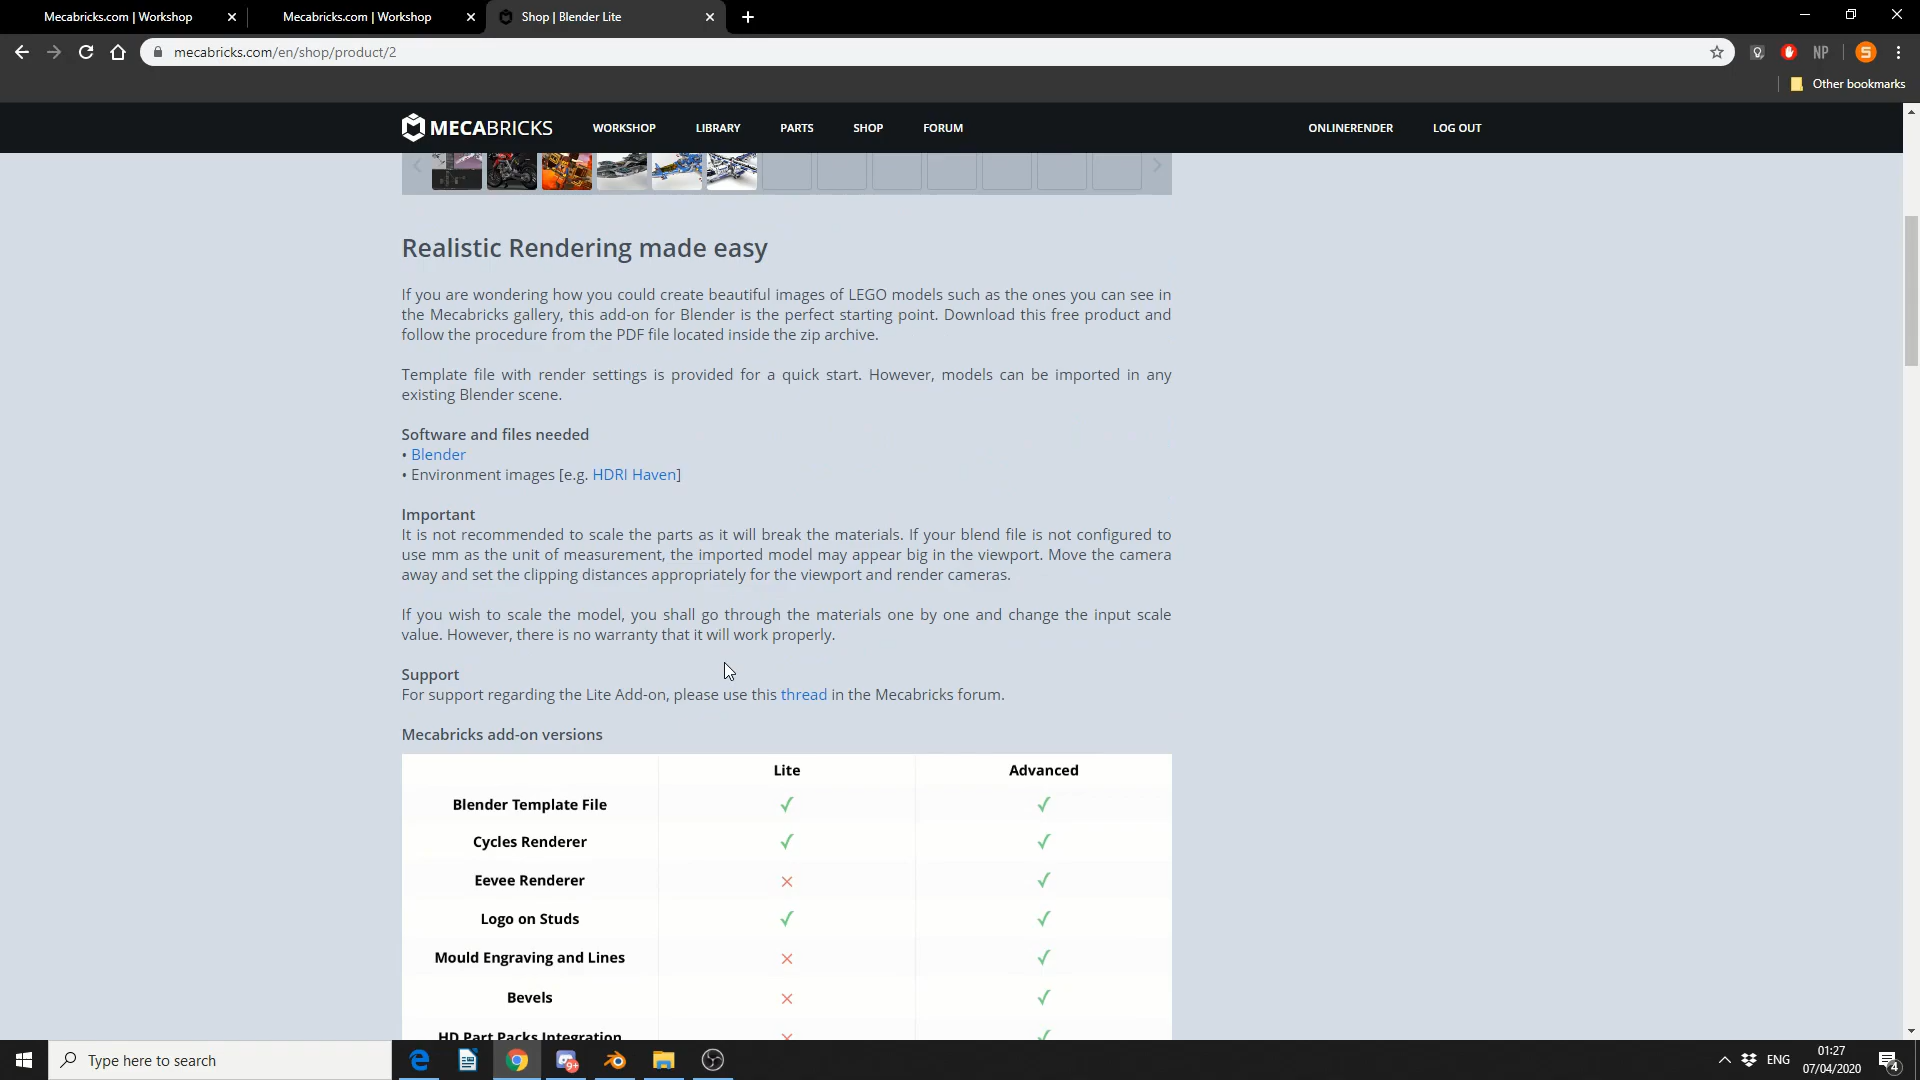 Mecabricks.com | Workshop
Mecabricks.com | Workshop
Shop | Blender Lite
mecabricks.com/en/shop/product/2
NP
S
Other bookmarks
MECABRICKS
WORKSHOP
LIBRARY
PARTS
SHOP
FORUM
ONLINERENDER
LOG OUT
Realistic Rendering made easy
If you are wondering how you could create beautiful images of LEGO models such as the ones you can see in
the Mecabricks gallery, this add-on for Blender is the perfect starting point. Download this free product and
follow the procedure from the PDF file located inside the zip archive.
Template file with render settings is provided for a quick start. However, models can be imported in any
existing Blender scene.
Software and files needed
• Blender
• Environment images [e.g. HDRI Haven]
Important
It is not recommended to scale the parts as it will break the materials. If your blend file is not configured to
use mm as the unit of measurement, the imported model may appear big in the viewport. Move the camera
away and set the clipping distances appropriately for the viewport and render cameras.
If you wish to scale the model, you shall go through the materials one by one and change the input scale
value. However, there is no warranty that it will work properly.
Support
For support regarding the Lite Add-on, please use this thread in the Mecabricks forum.
Mecabricks add-on versions
Lite Advanced
Blender Template File ✓ ✓
Cycles Renderer ✓ ✓
Eevee Renderer ✕ ✓
Logo on Studs ✓ ✓
Mould Engraving and Lines ✕ ✓
Bevels ✕ ✓
HD Part Packs Integration ✕ ✓
Type here to search
9+
ENG
01:27
07/04/2020
4